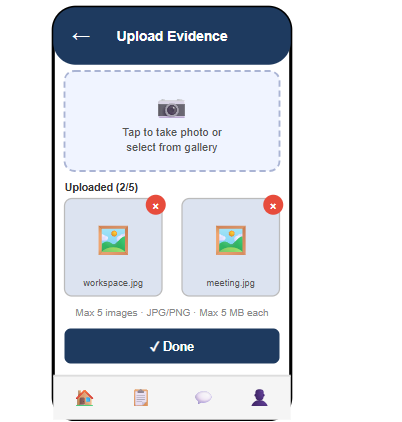 ← Upload Evidence
Tap to take photo or
select from gallery
Uploaded (2/5)
× ×
workspace.jpg meeting.jpg
Max 5 images · JPG/PNG · Max 5 MB each
✓ Done